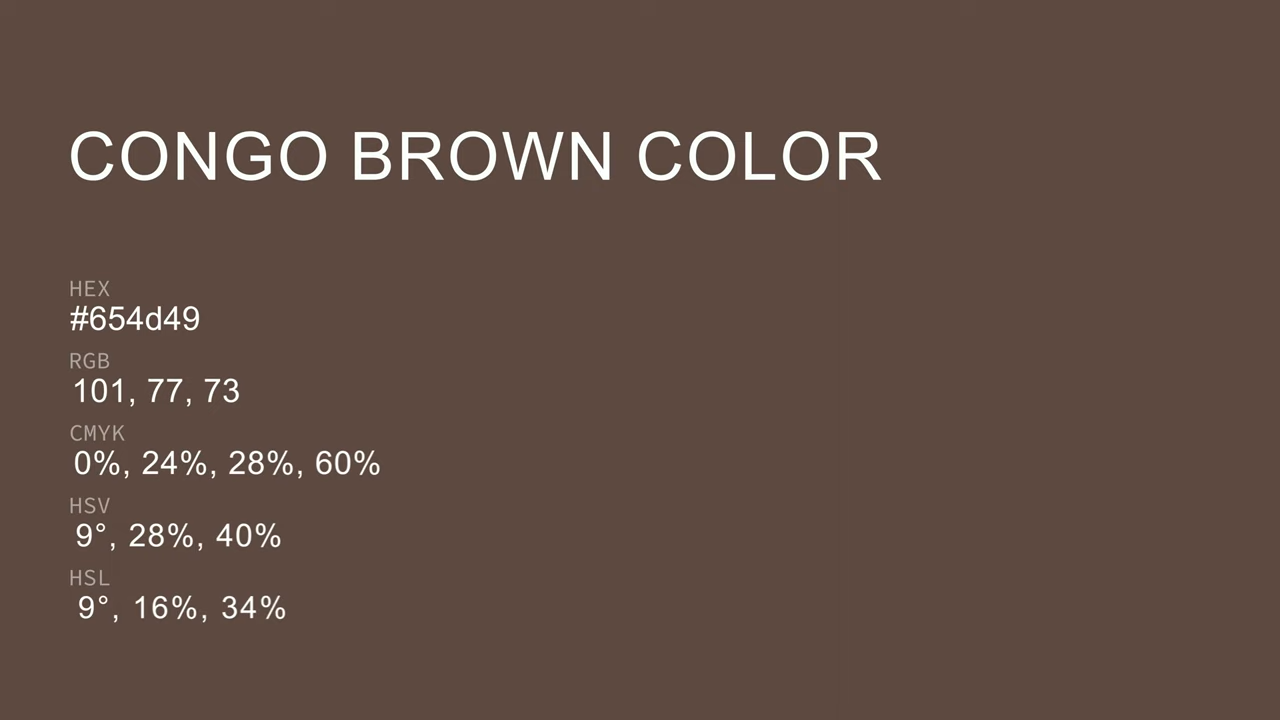 CONGO BROWN COLOR
HEX
#654d49
RGB
101, 77, 73
CMYK
0%, 24%, 28%, 60%
HSV
9°, 28%, 40%
HSL
9°, 16%, 34%